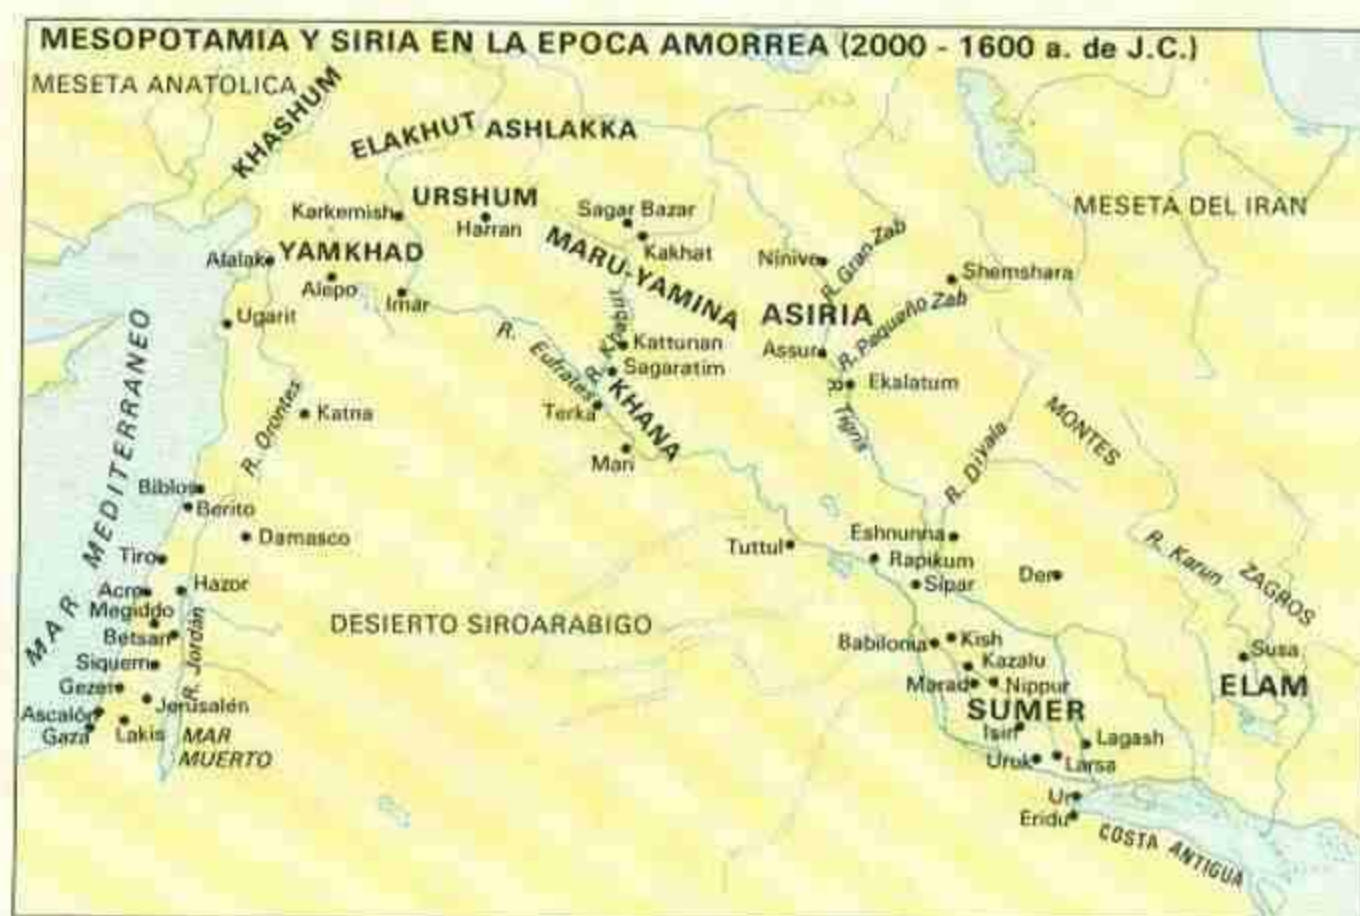 MESOPOTAMIA Y SIRIA EN LA EPOCA AMORREA (2000 - 1600 a. de J.C.)
MESETA ANATOLICA
KHASHUM
ELAKHUT
ASHLAKKA
URSHUM
Karkemish
Harran
Sagar Bazar
Kakhat
MESETA DEL IRAN
Alalak
YAMKHAD
Alepo
Imar
MARU-YAMINA
Ninive
R. Gran Zab
Shemshara
Ugarit
R. Kabur
ASIRIA
R. Pequeño Zab
Assur
Kattunan
Sagaratim
R. Eufrates
Ekalatum
R. Tigris
MAR MEDITERRANEO
R. Orontes
Katna
Terka
KHANA
Mari
MONTES
ZAGROS
R. Divala
R. Karun
Biblos
Berito
Damasco
Tiro
Tuttul
Eshnunna
Rapikum
Sipar
Der
Acre
Hazor
Megiddo
Betsan
R. Jordán
DESIERTO SIROARABIGO
Siquem
Gezer
Jerusalén
Ascalón
Gaza
Lakis
MAR
MUERTO
Babilonia
Kish
Kazalu
Marad
Nippur
Susa
ELAM
SUMER
Isin
Lagash
Uruk
Larsa
Ur
Eridu
COSTA ANTIGUA